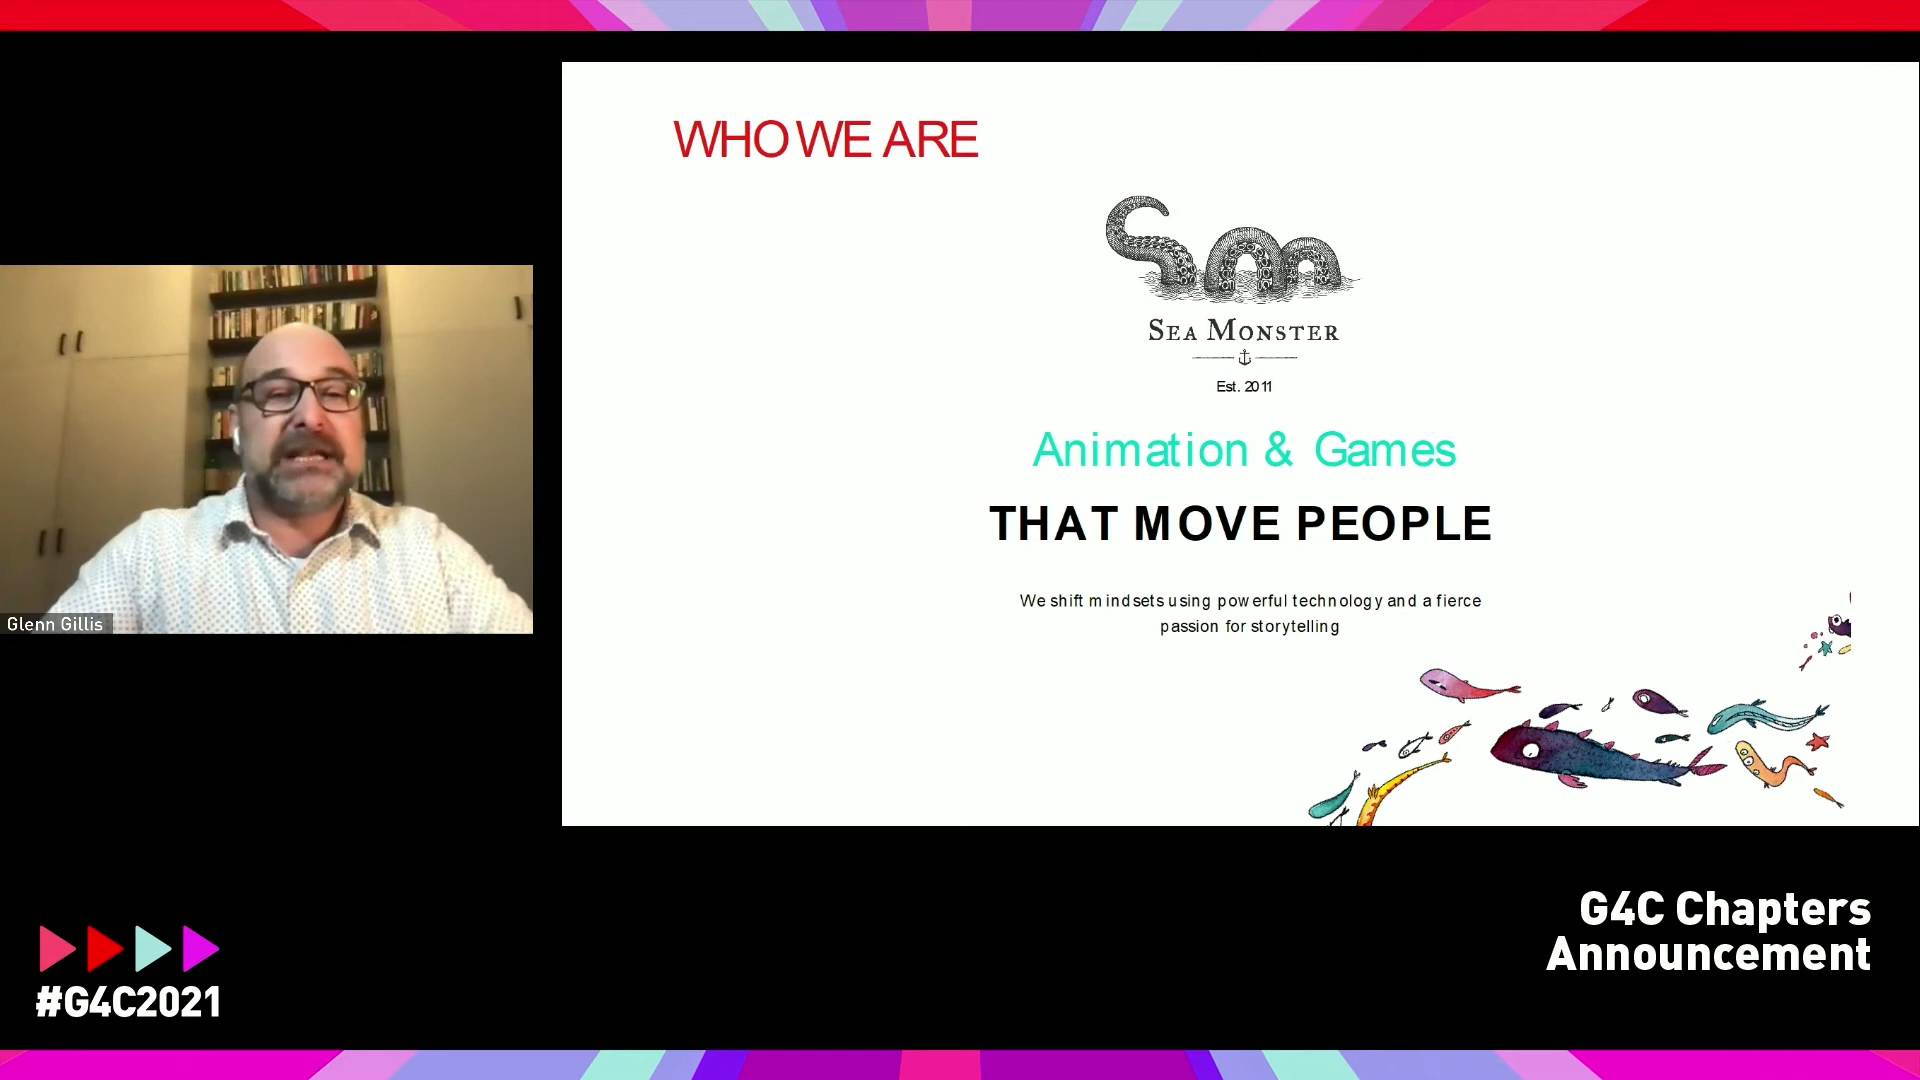 WHO WE ARE
SEA MONSTER
Est. 2011
Animation & Games
THAT MOVE PEOPLE
We shift mindsets using powerful technology and a fierce
passion for storytelling
Glenn Gillis
G4C Chapters
Announcement
#G4C2021